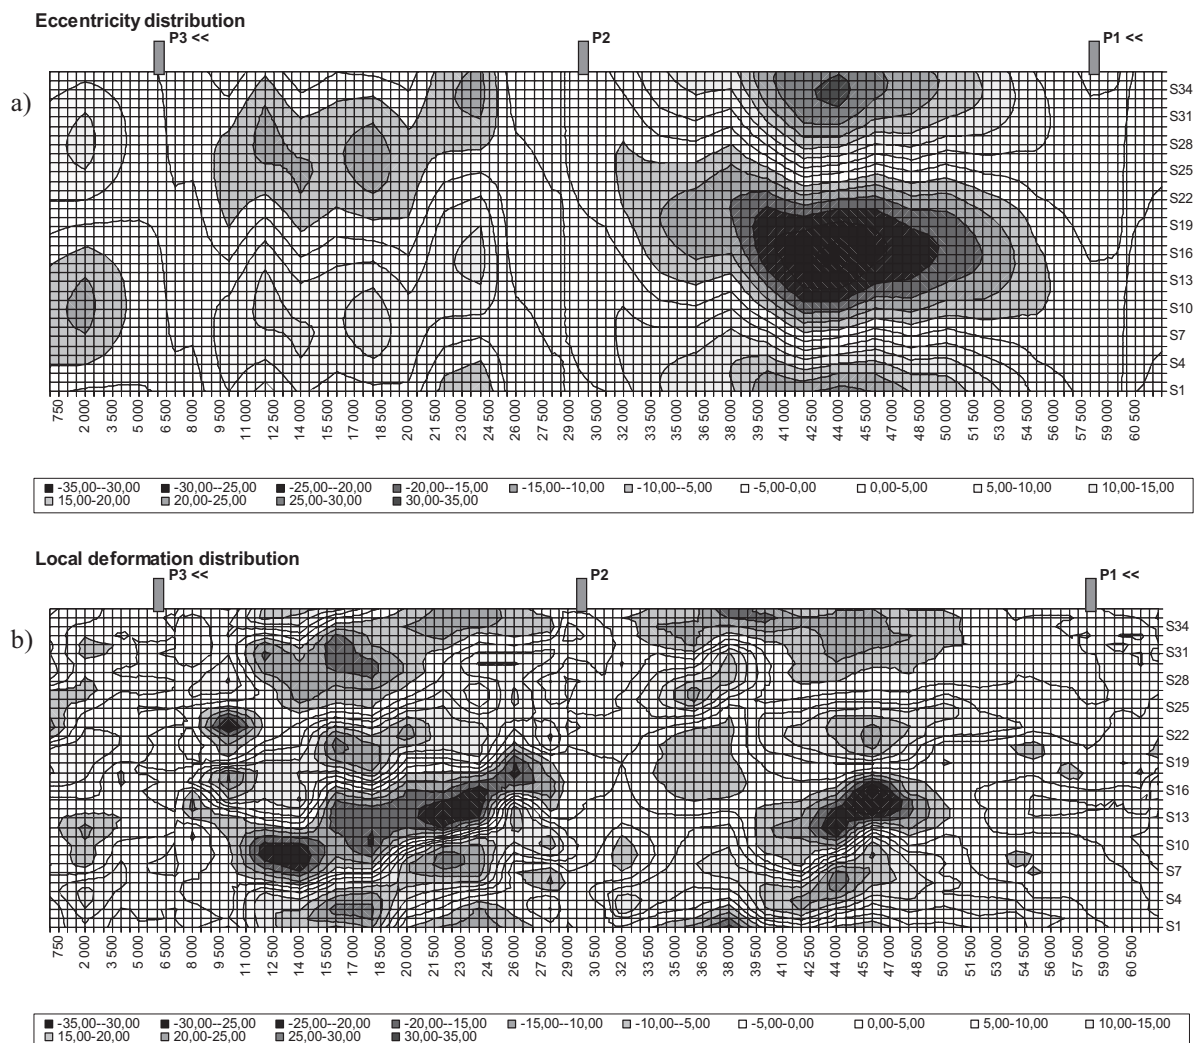 Eccentricity distribution
P3 << P2 P1 <<
a)
S34
S31
S28
S25
S22
S19
S16
S13
S10
S7
S4
S1
750 2 000 3 500 5 000 6 500 8 000 9 500 11 000 12 500 14 000 15 500 17 000 18 500 20 000 21 500 23 000 24 500 26 000 27 500 29 000 30 500 32 000 33 500 35 000 36 500 38 000 39 500 41 000 42 500 44 000 45 500 47 000 48 500 50 000 51 500 53 000 54 500 56 000 57 500 59 000 60 500
-35,00--30,00 -30,00--25,00 -25,00--20,00 -20,00--15,00 -15,00--10,00 -10,00--5,00 -5,00-0,00 0,00-5,00 5,00-10,00 10,00-15,00
15,00-20,00 20,00-25,00 25,00-30,00 30,00-35,00
Local deformation distribution
P3 << P2 P1 <<
b)
S34
S31
S28
S25
S22
S19
S16
S13
S10
S7
S4
S1
750 2 000 3 500 5 000 6 500 8 000 9 500 11 000 12 500 14 000 15 500 17 000 18 500 20 000 21 500 23 000 24 500 26 000 27 500 29 000 30 500 32 000 33 500 35 000 36 500 38 000 39 500 41 000 42 500 44 000 45 500 47 000 48 500 50 000 51 500 53 000 54 500 56 000 57 500 59 000 60 500
-35,00--30,00 -30,00--25,00 -25,00--20,00 -20,00--15,00 -15,00--10,00 -10,00--5,00 -5,00-0,00 0,00-5,00 5,00-10,00 10,00-15,00
15,00-20,00 20,00-25,00 25,00-30,00 30,00-35,00